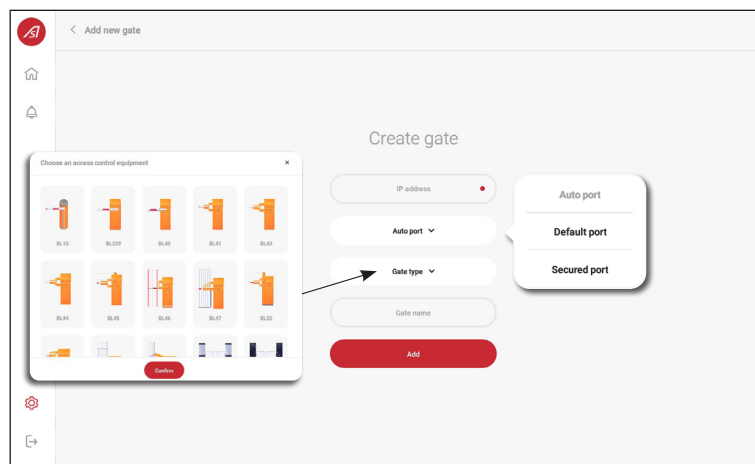 Add new gate
Create gate
Choose an access control equipment
×
BL15
BL229
BL40
BL41
BL43
BL44
BL45
BL46
BL47
BL52
Confirm
IP address
Auto port
Gate type
Gate name
Add
Auto port
Default port
Secured port